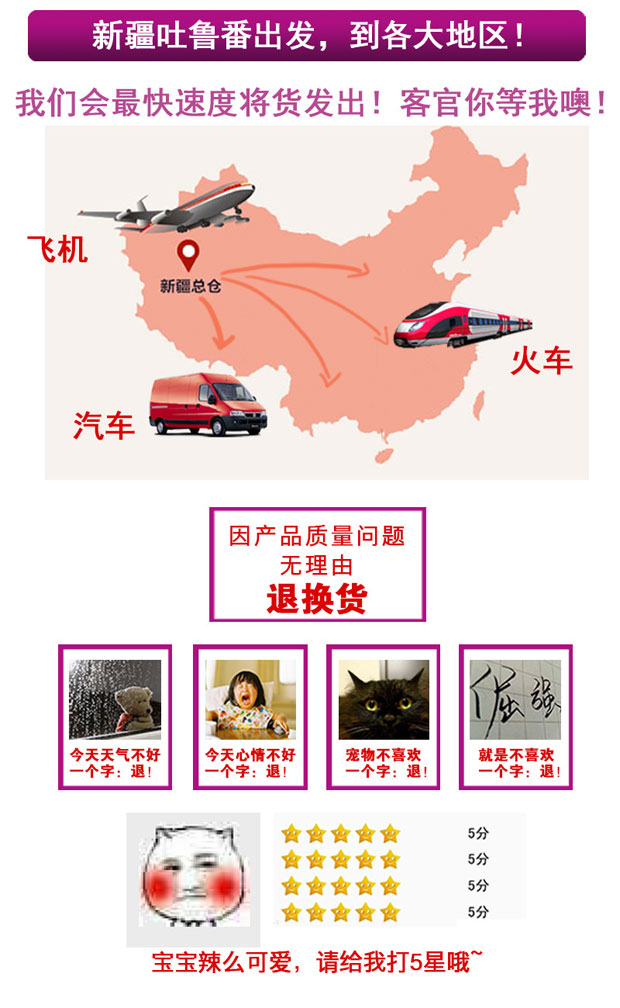 新疆吐鲁番出发，到各大地区！
我们会最快速度将货发出！客官你等我噢！
飞机
新疆总仓
火车
汽车
因产品质量问题
无理由
退换货
倔强
今天天气不好
一个字：退！
今天心情不好
一个字：退！
宠物不喜欢
一个字：退！
就是不喜欢
一个字：退！
5分
5分
5分
5分
宝宝辣么可爱，请给我打5星哦~